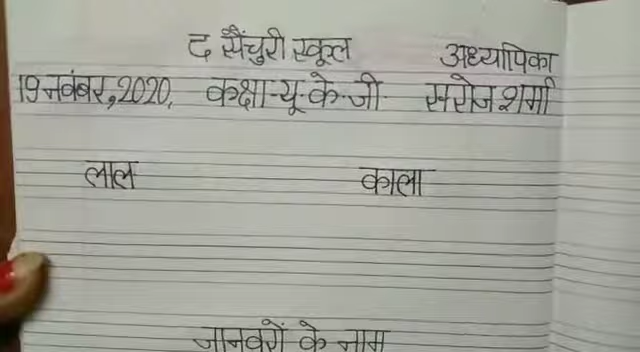 द सैंचुरी स्कूल अध्यापिका
19 नवंबर,2020, कक्षा-यू·के·जी· सरोज शर्मा
लाल काला
जानवरों के नाम